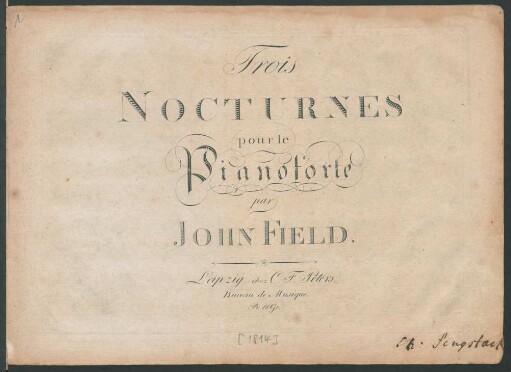 Trois
NOCTURNES
pour le
Pianoforte
par
JOHN FIELD.
Leipzig, chez C. F. Peters.
Bureau de Musique.
[1814]